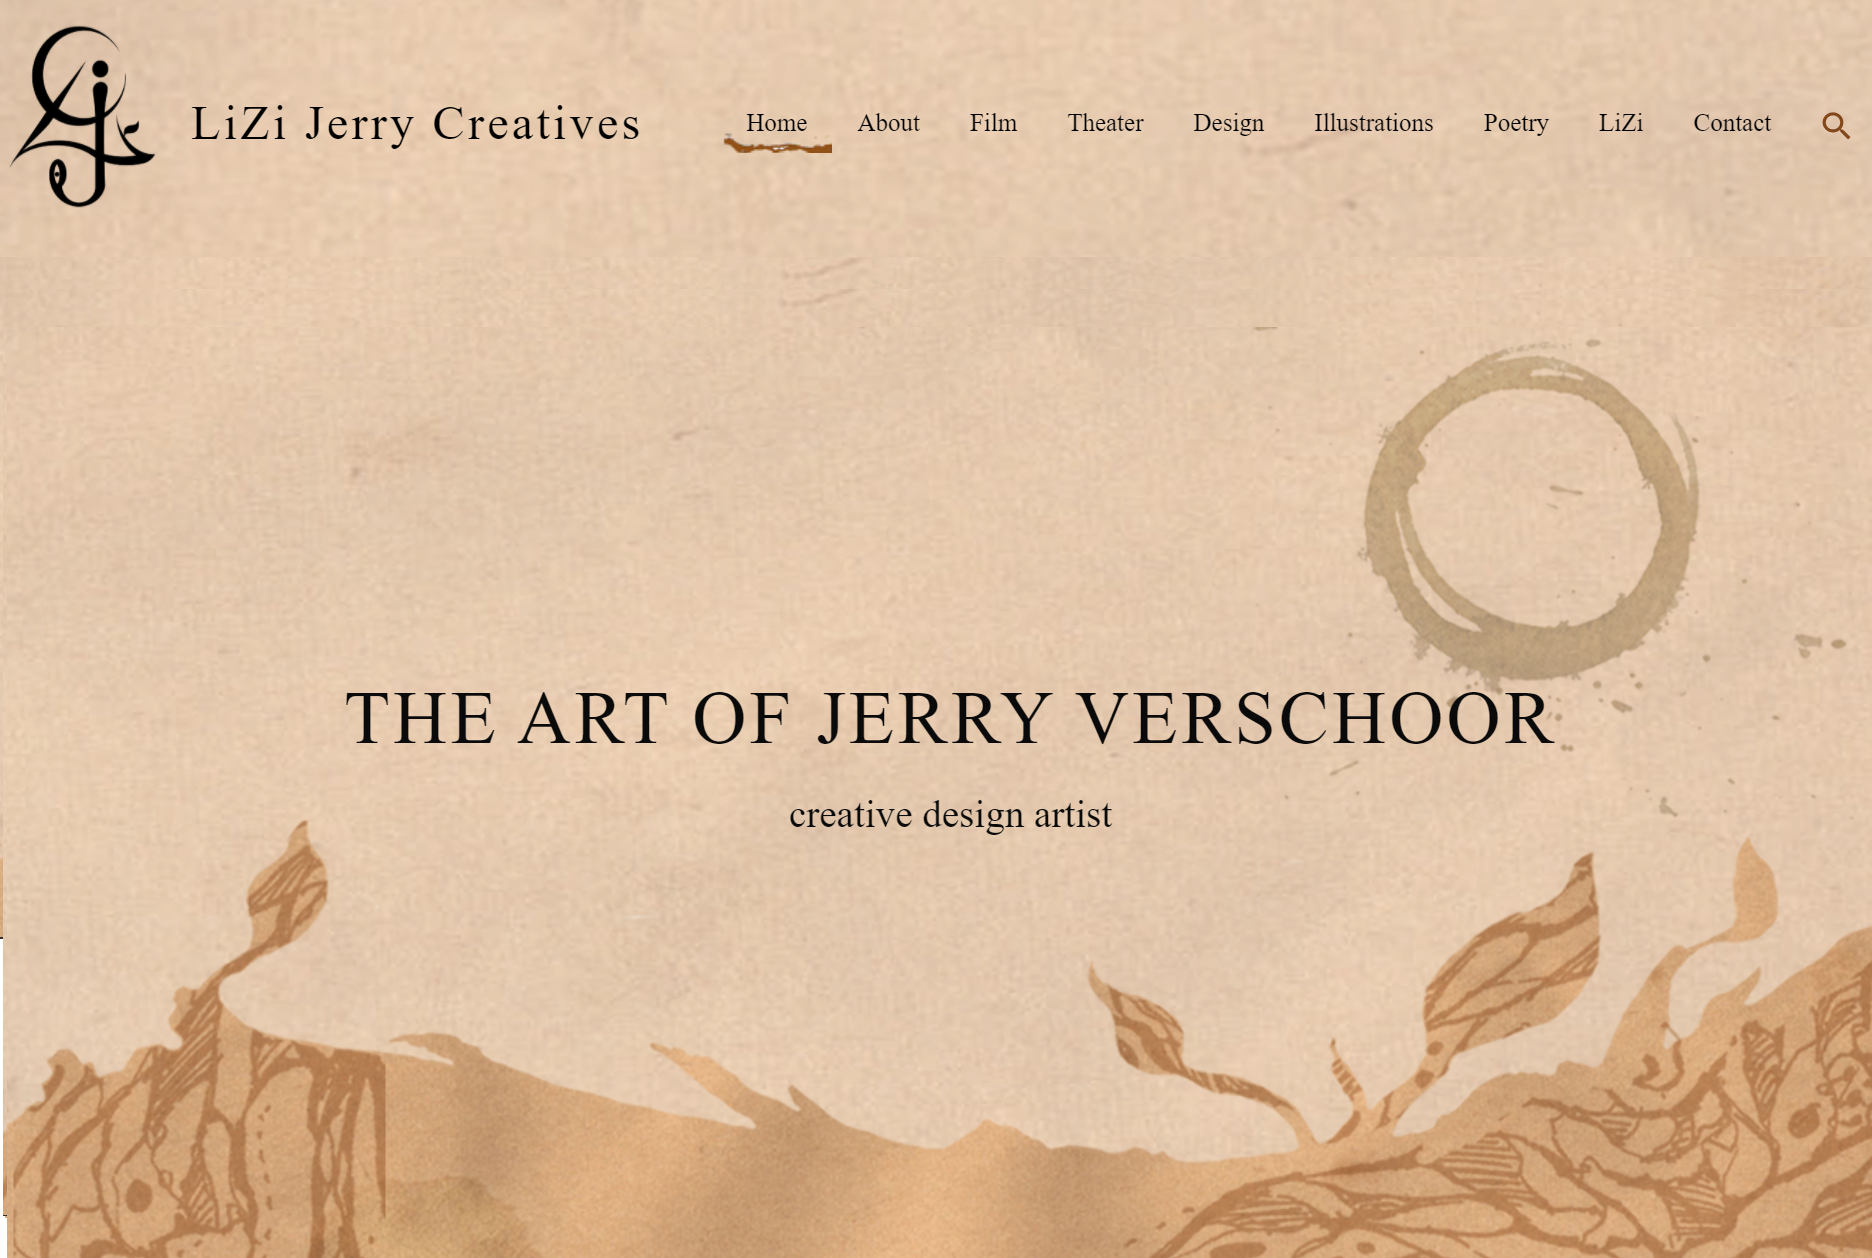 LiZi Jerry Creatives
Home About Film Theater Design Illustrations Poetry LiZi Contact
THE ART OF JERRY VERSCHOOR
creative design artist